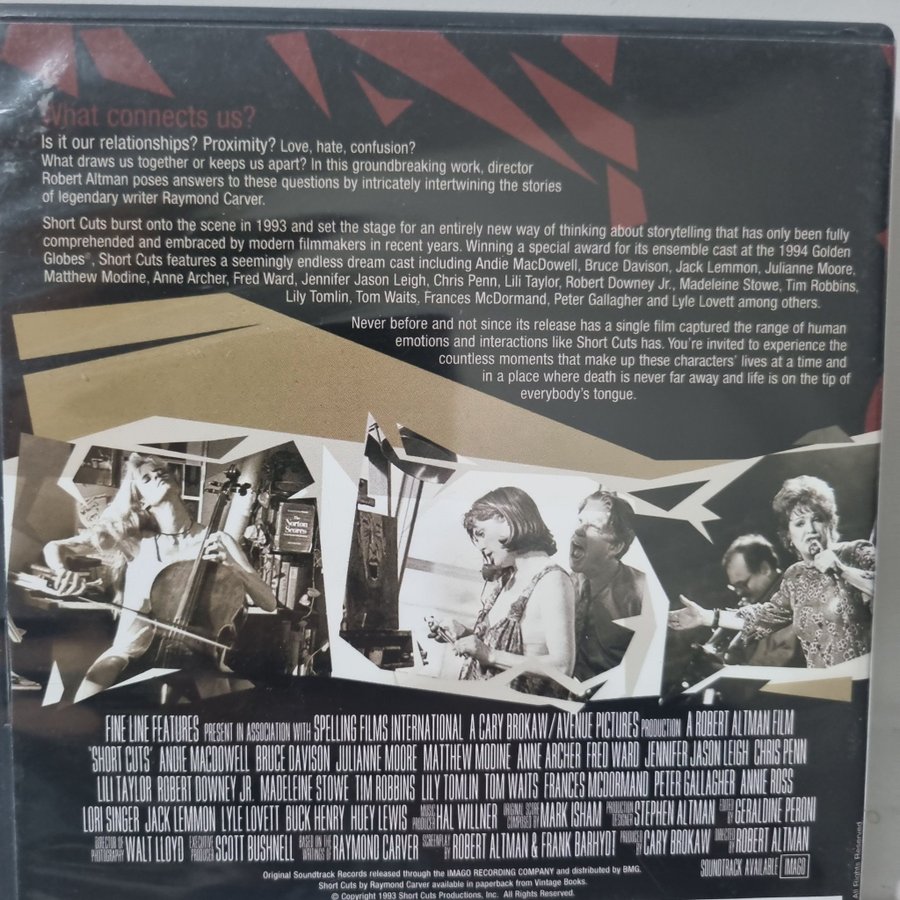 What connects us?
Is it our relationships? Proximity? Love, hate, confusion?
What draws us together or keeps us apart? In this groundbreaking work, director
Robert Altman poses answers to these questions by intricately intertwining the stories
of legendary writer Raymond Carver.
Short Cuts burst onto the scene in 1993 and set the stage for an entirely new way of thinking about storytelling that has only been fully
comprehended and embraced by modern filmmakers in recent years. Winning a special award for its ensemble cast at the 1994 Golden
Globes®, Short Cuts features a seemingly endless dream cast including Andie MacDowell, Bruce Davison, Jack Lemmon, Julianne Moore,
Matthew Modine, Anne Archer, Fred Ward, Jennifer Jason Leigh, Chris Penn, Lili Taylor, Robert Downey Jr., Madeleine Stowe, Tim Robbins,
Lily Tomlin, Tom Waits, Frances McDormand, Peter Gallagher and Lyle Lovett among others.
Never before and not since its release has a single film captured the range of human
emotions and interactions like Short Cuts has. You're invited to experience the
countless moments that make up these characters' lives at a time and
in a place where death is never far away and life is on the tip of
everybody's tongue.
The Norton Scores
FINE LINE FEATURES PRESENT IN ASSOCIATION WITH SPELLING FILMS INTERNATIONAL A CARY BROKAW/AVENUE PICTURES PRODUCTION A ROBERT ALTMAN FILM
"SHORT CUTS" ANDIE MACDOWELL BRUCE DAVISON JULIANNE MOORE MATTHEW MODINE ANNE ARCHER FRED WARD JENNIFER JASON LEIGH CHRIS PENN
LILI TAYLOR ROBERT DOWNEY JR. MADELEINE STOWE TIM ROBBINS LILY TOMLIN TOM WAITS FRANCES MCDORMAND PETER GALLAGHER ANNIE ROSS
LORI SINGER JACK LEMMON LYLE LOVETT BUCK HENRY HUEY LEWIS MUSIC PRODUCER HAL WILLNER ORIGINAL SCORE COMPOSED BY MARK ISHAM PRODUCTION DESIGNER STEPHEN ALTMAN EDITED BY GERALDINE PERONI
DIRECTOR OF PHOTOGRAPHY WALT LLOYD EXECUTIVE PRODUCER SCOTT BUSHNELL BASED ON THE WRITINGS OF RAYMOND CARVER SCREENPLAY BY ROBERT ALTMAN & FRANK BARHYDT PRODUCED BY CARY BROKAW DIRECTED BY ROBERT ALTMAN
SOUNDTRACK AVAILABLE IMAGO
Original Soundtrack Records released through the IMAGO RECORDING COMPANY and distributed by BMG.
Short Cuts by Raymond Carver available in paperback from Vintage Books.
© Copyright 1993 Short Cuts Productions, Inc. All Rights Reserved.
All Rights Reserved